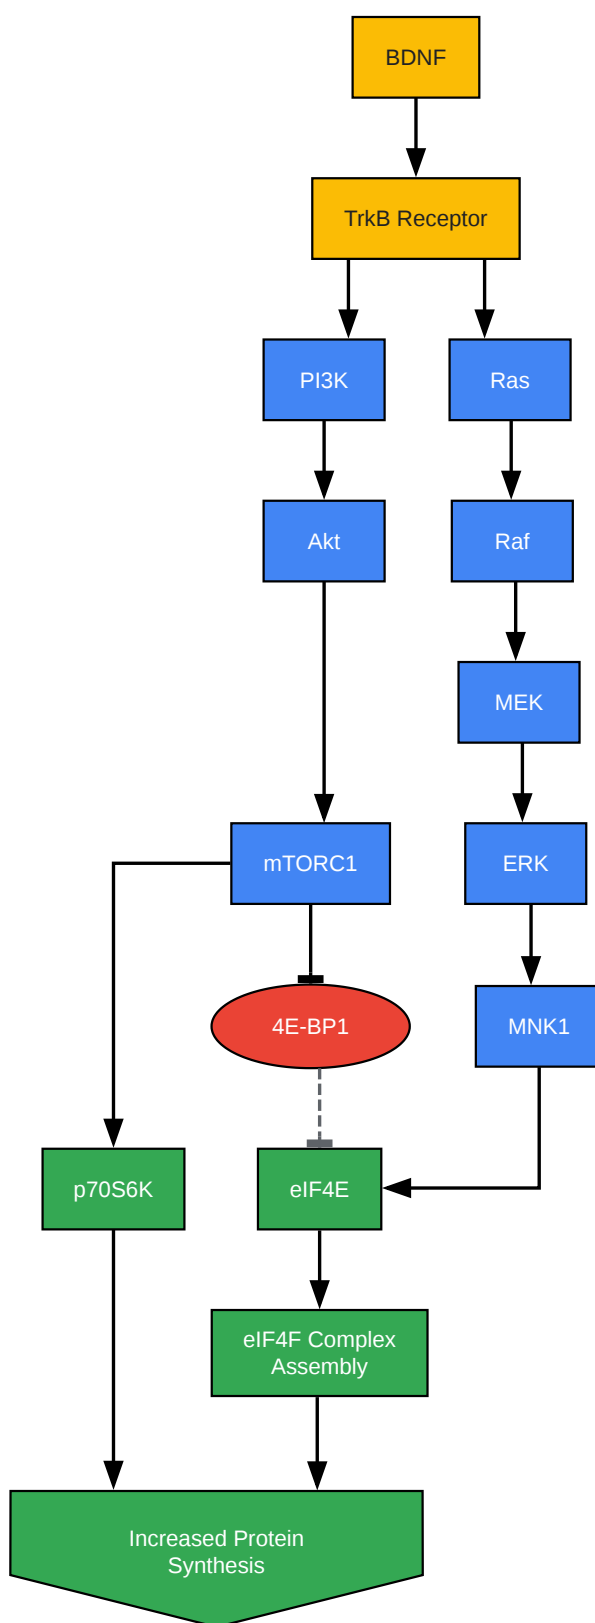 BDNF
TrkB Receptor
PI3K
Ras
Akt
Raf
MEK
mTORC1
ERK
4E-BP1
MNK1
p70S6K
eIF4E
eIF4F Complex
Assembly
Increased Protein
Synthesis